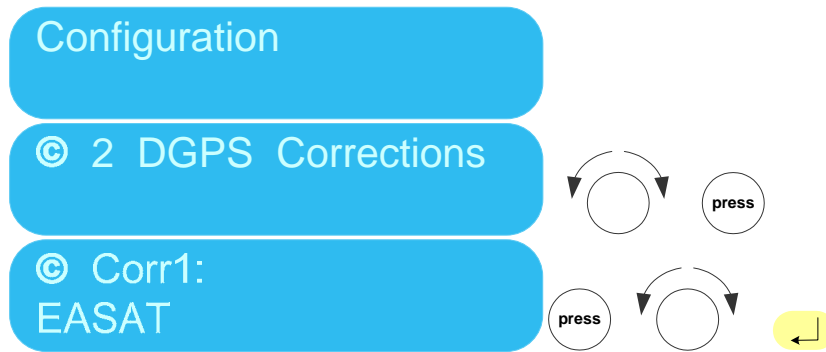 Configuration
© 2 DGPS Corrections
press
© Corr1:
EASAT
press